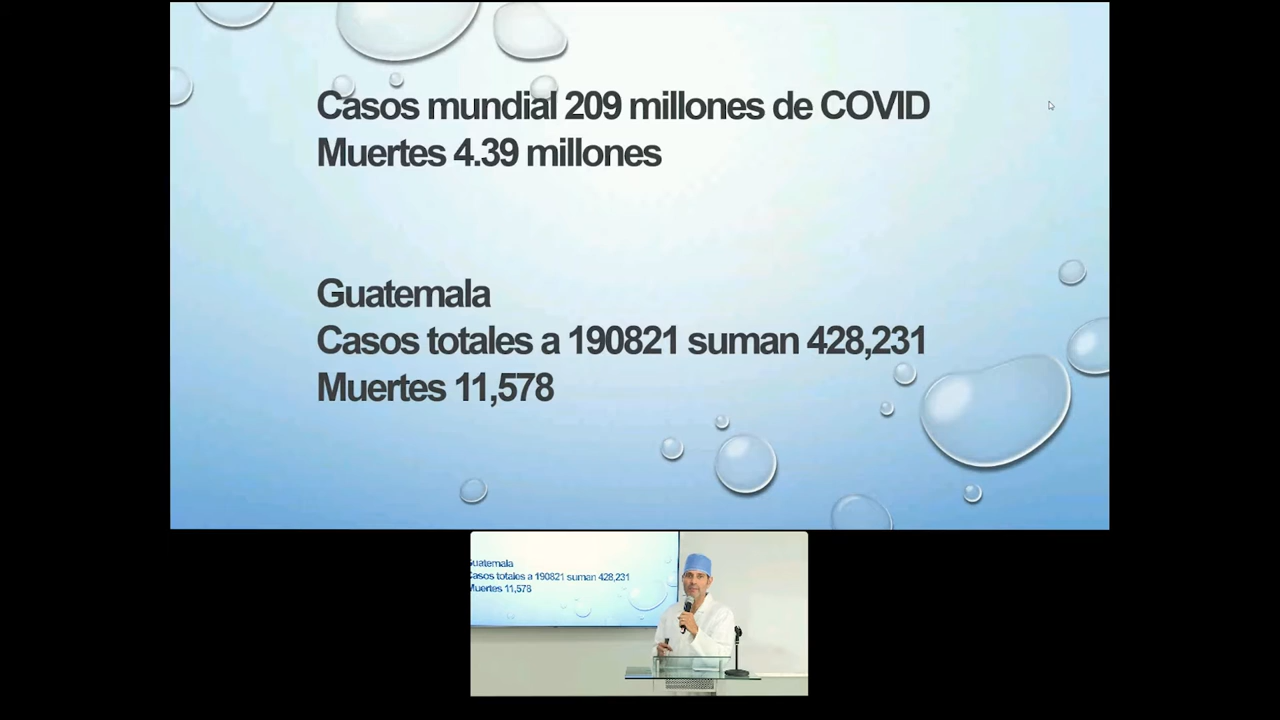 Casos mundial 209 millones de COVID
Muertes 4.39 millones
Guatemala
Casos totales a 190821 suman 428,231
Muertes 11,578
Guatemala
Casos totales a 190821 suman 428,231
Muertes 11,578